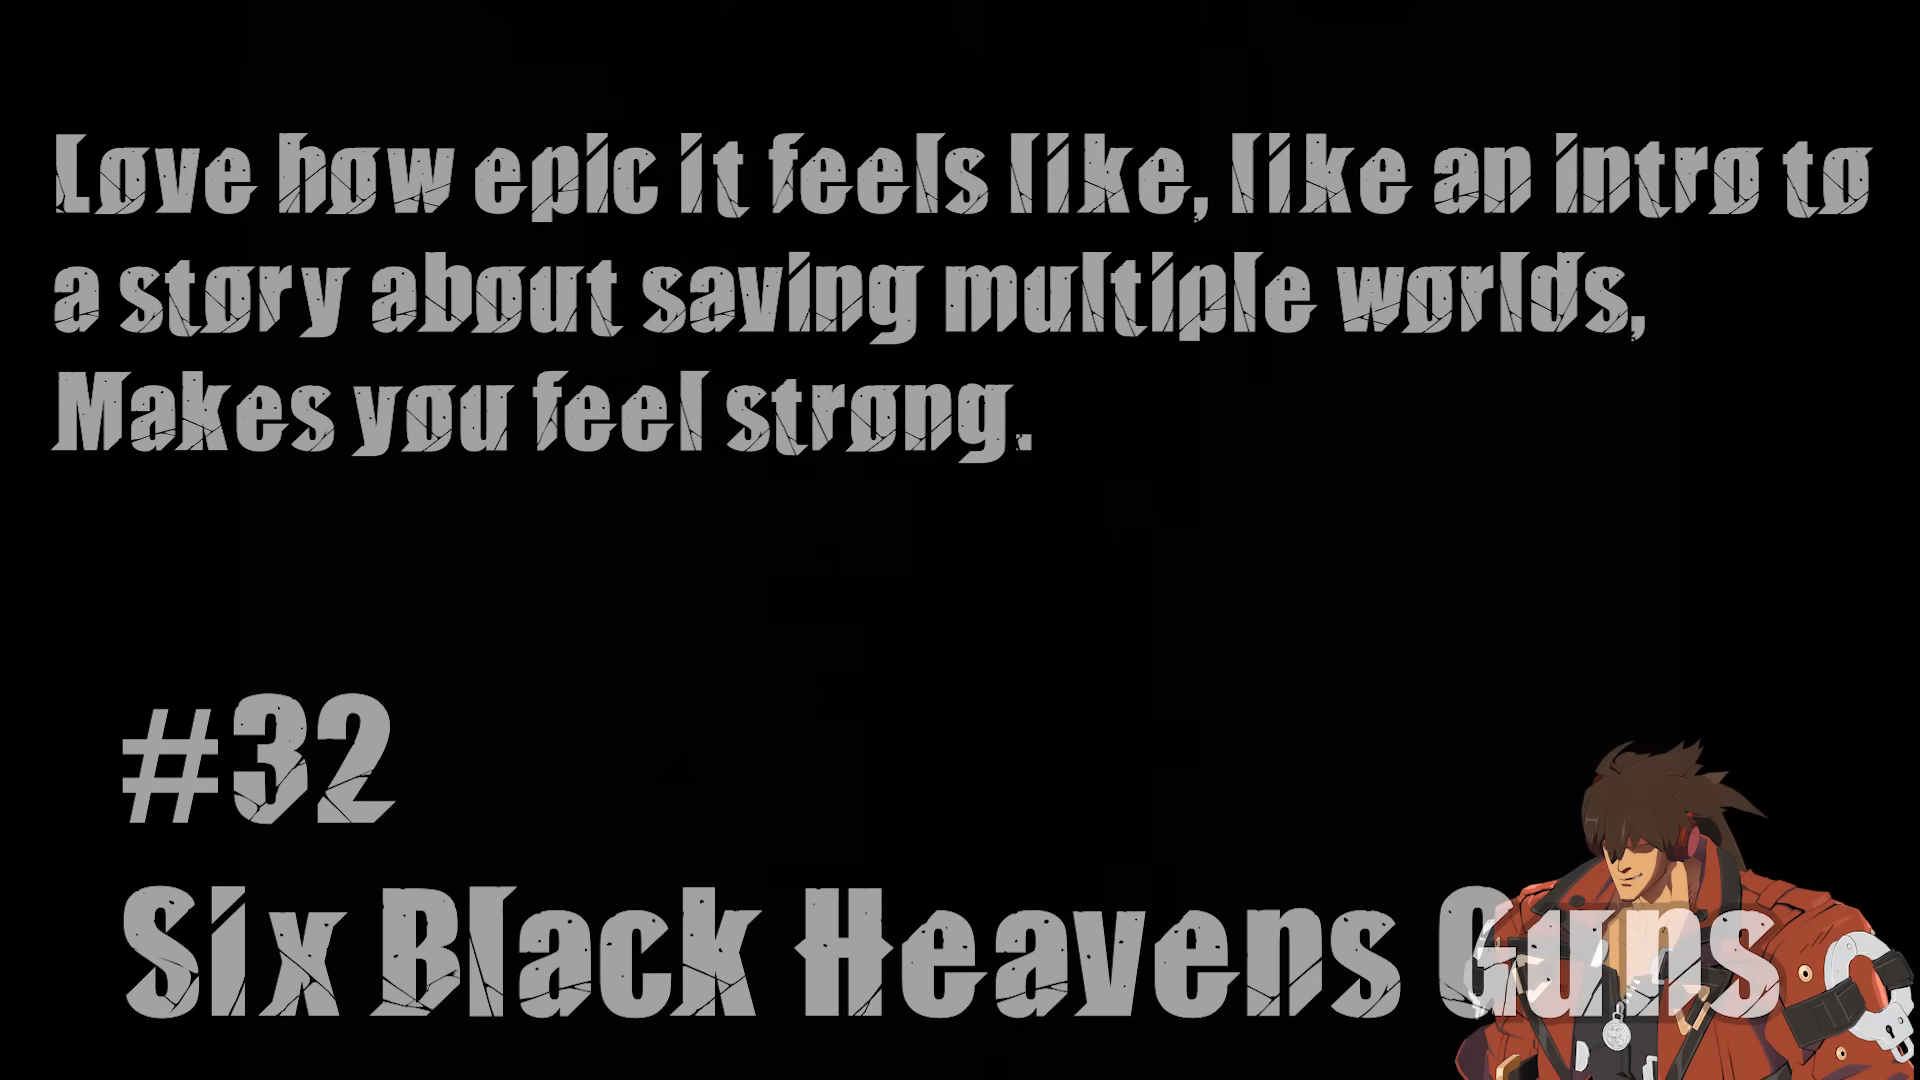 Love how epic it feels like, like an intro to
a story about saving multiple worlds,
Makes you feel strong.
#32
Six Black Heavens Guns